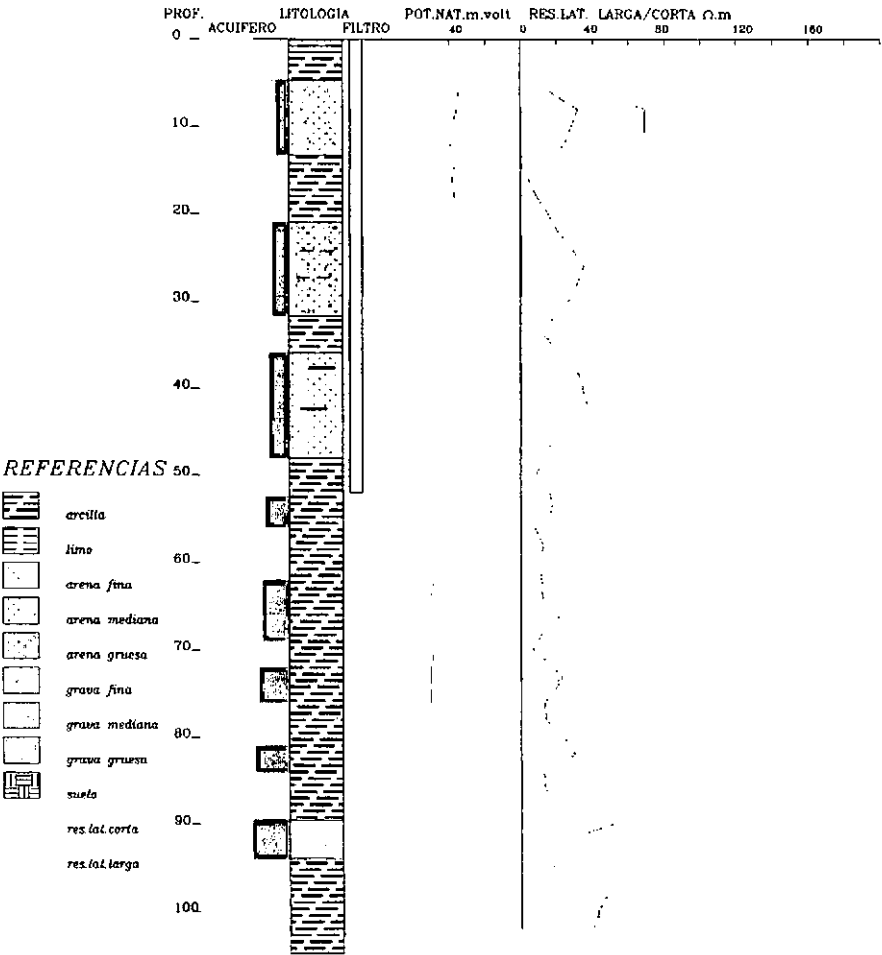 PROF. LITOLOGIA POT.NAT.m.volt RES.LAT. LARGA/CORTA Ω.m
ACUIFERO FILTRO 40 0 40 80 120 160
0
10
20
30
40
50
60
70
80
90
100
REFERENCIAS
arcilla
limo
arena fina
arena mediana
arena gruesa
grava fina
grava mediana
grava gruesa
suelo
res.lat.corta
res.lat.larga